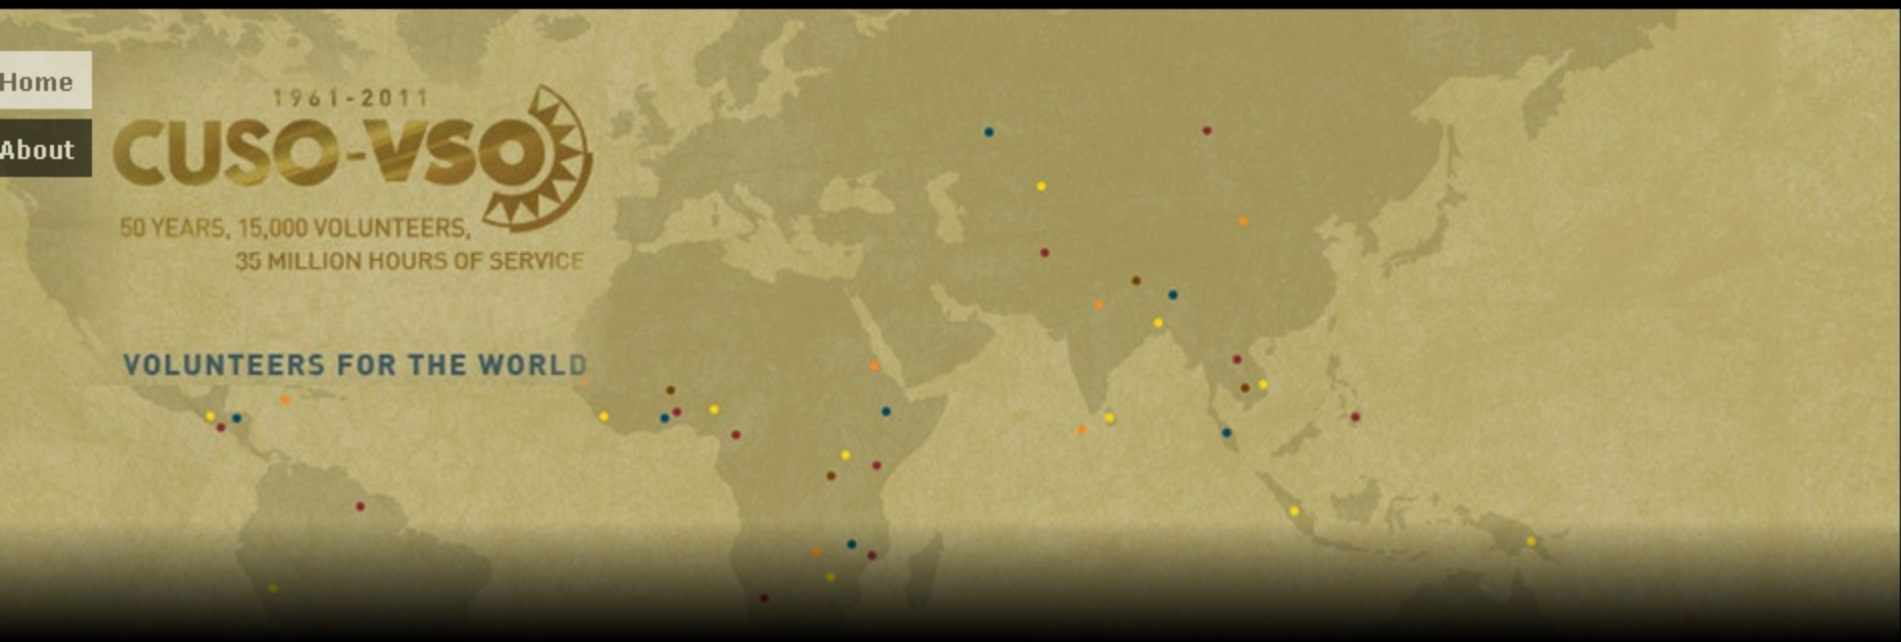 Home
About
1961-2011
CUSO-VSO
50 YEARS, 15,000 VOLUNTEERS,
35 MILLION HOURS OF SERVICE
VOLUNTEERS FOR THE WORLD